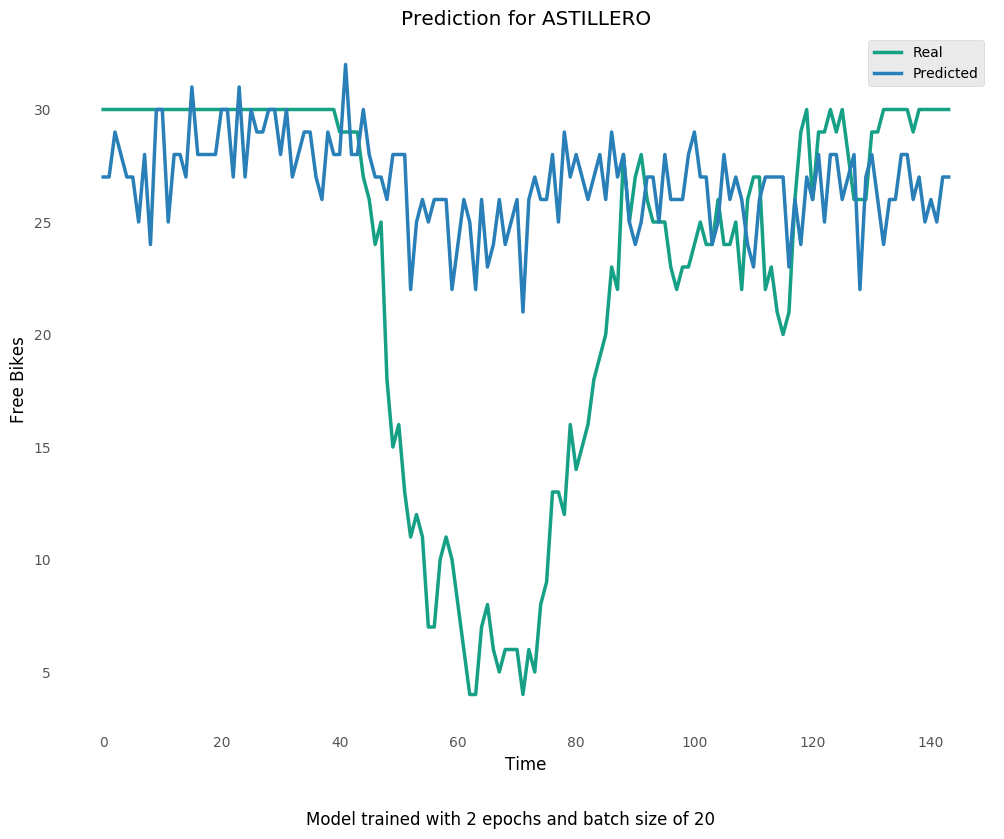 Prediction for ASTILLERO
Real
Predicted
30
25
20
15
10
5
Free Bikes
0 20 40 60 80 100 120 140
Time
Model trained with 2 epochs and batch size of 20